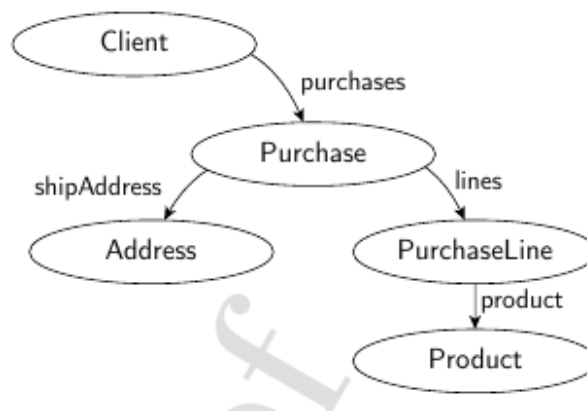 Client
purchases
Purchase
shipAddress
lines
Address
PurchaseLine
product
Product